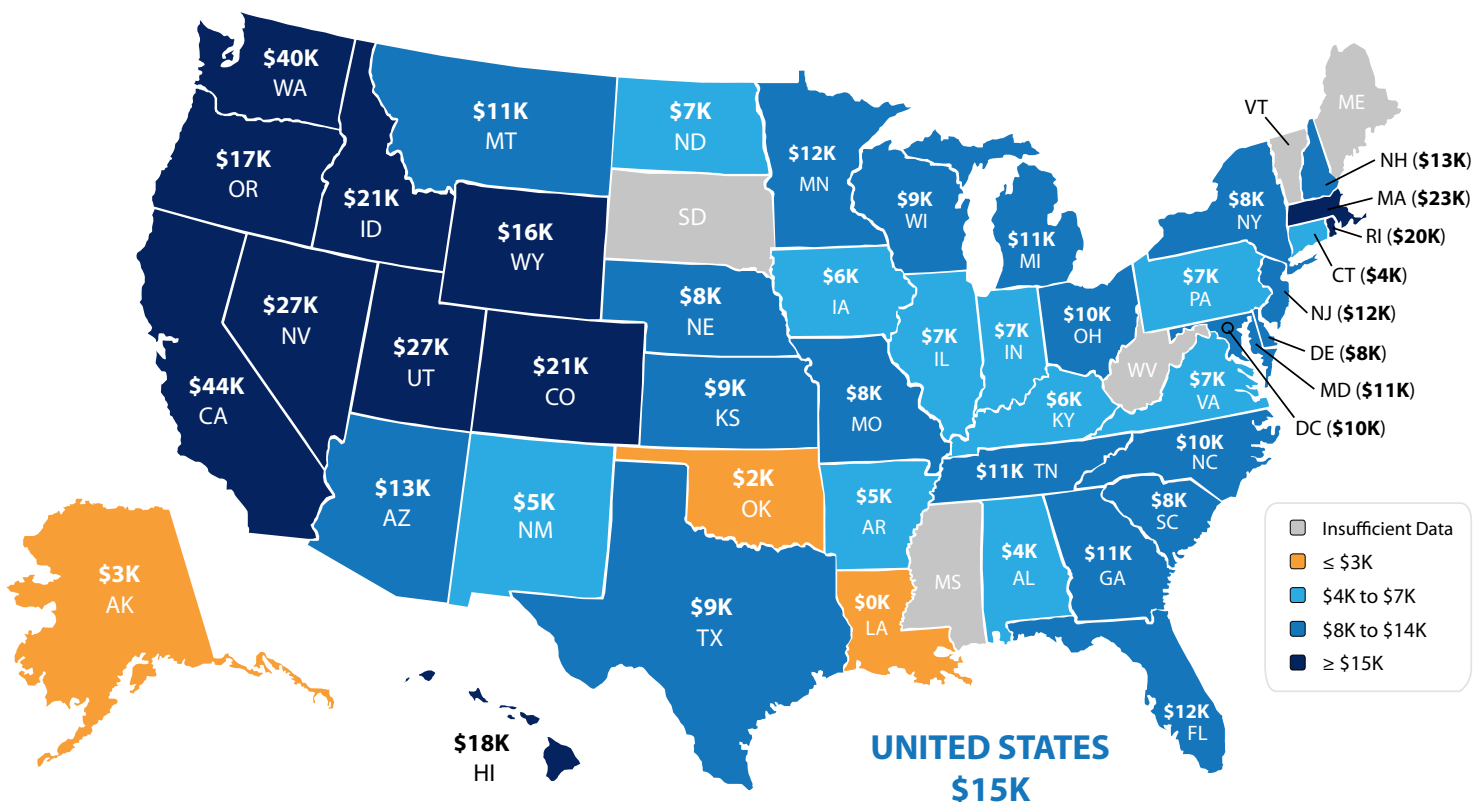 $40K
WA
$11K
MT
$7K
ND
$12K
MN
$17K
OR
$21K
ID
$16K
WY
SD
$9K
WI
$11K
MI
$8K
NY
VT
ME
NH ($13K)
MA ($23K)
RI ($20K)
CT ($4K)
NJ ($12K)
DE ($8K)
MD ($11K)
DC ($10K)
$44K
CA
$27K
NV
$27K
UT
$21K
CO
$8K
NE
$6K
IA
$7K
IL
$7K
IN
$10K
OH
$7K
PA
WV
$7K
VA
$9K
KS
$8K
MO
$6K
KY
$13K
AZ
$5K
NM
$2K
OK
$5K
AR
$11K TN
$10K
NC
$8K
SC
$9K
TX
$0K
LA
MS
$4K
AL
$11K
GA
$12K
FL
$3K
AK
$18K
HI
UNITED STATES
$15K
Insufficient Data
≤ $3K
$4K to $7K
$8K to $14K
≥ $15K